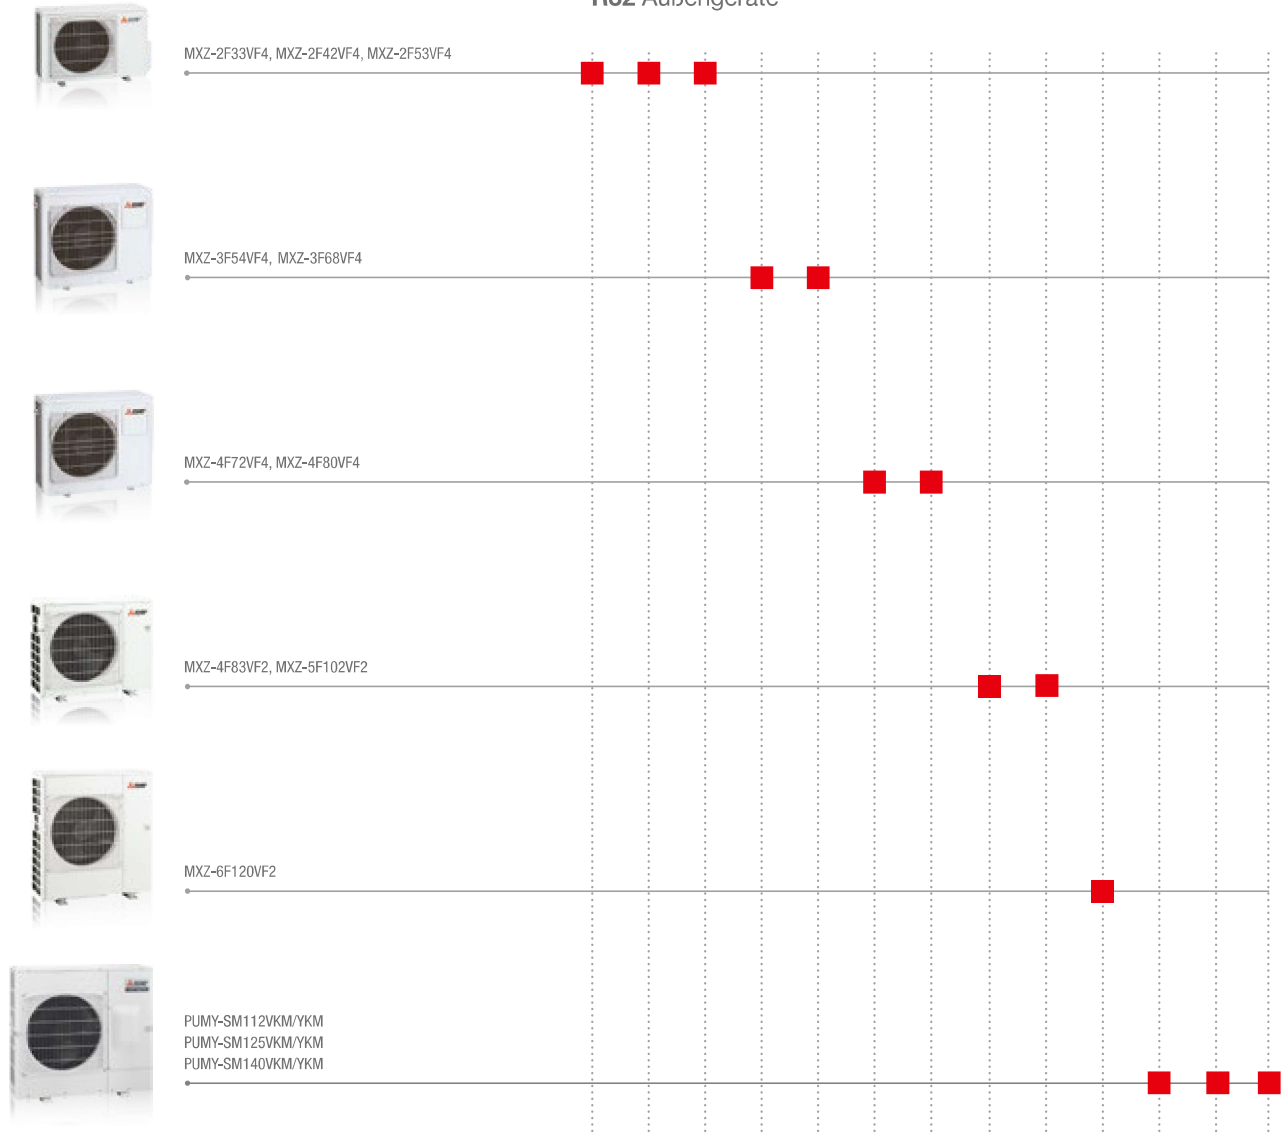 R32 Außengeräte
MXZ-2F33VF4, MXZ-2F42VF4, MXZ-2F53VF4
MXZ-3F54VF4, MXZ-3F68VF4
MXZ-4F72VF4, MXZ-4F80VF4
MXZ-4F83VF2, MXZ-5F102VF2
MXZ-6F120VF2
PUMY-SM112VKM/YKM
PUMY-SM125VKM/YKM
PUMY-SM140VKM/YKM